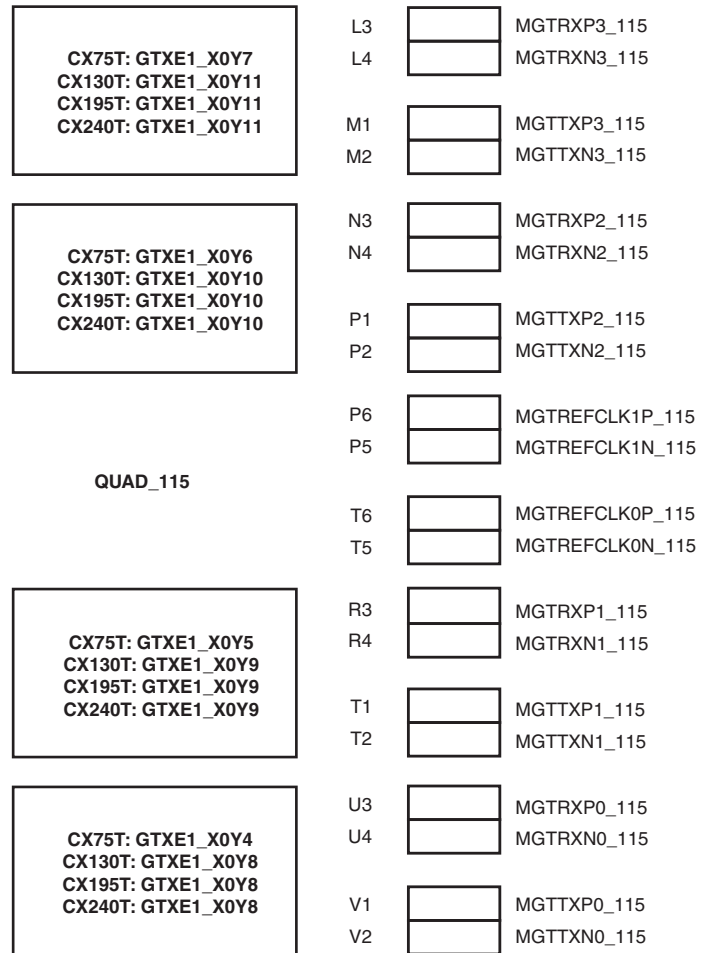 L3 MGTRXP3_115
CX75T: GTXE1_X0Y7
L4 MGTRXN3_115
CX130T: GTXE1_X0Y11
CX195T: GTXE1_X0Y11
CX240T: GTXE1_X0Y11
M1 MGTTXP3_115
M2 MGTTXN3_115
N3 MGTRXP2_115
N4 MGTRXN2_115
CX75T: GTXE1_X0Y6
CX130T: GTXE1_X0Y10
CX195T: GTXE1_X0Y10
CX240T: GTXE1_X0Y10
P1 MGTTXP2_115
P2 MGTTXN2_115
P6 MGTREFCLK1P_115
P5 MGTREFCLK1N_115
QUAD_115
T6 MGTREFCLK0P_115
T5 MGTREFCLK0N_115
R3 MGTRXP1_115
R4 MGTRXN1_115
CX75T: GTXE1_X0Y5
CX130T: GTXE1_X0Y9
CX195T: GTXE1_X0Y9
CX240T: GTXE1_X0Y9
T1 MGTTXP1_115
T2 MGTTXN1_115
U3 MGTRXP0_115
U4 MGTRXN0_115
CX75T: GTXE1_X0Y4
CX130T: GTXE1_X0Y8
CX195T: GTXE1_X0Y8
CX240T: GTXE1_X0Y8
V1 MGTTXP0_115
V2 MGTTXN0_115